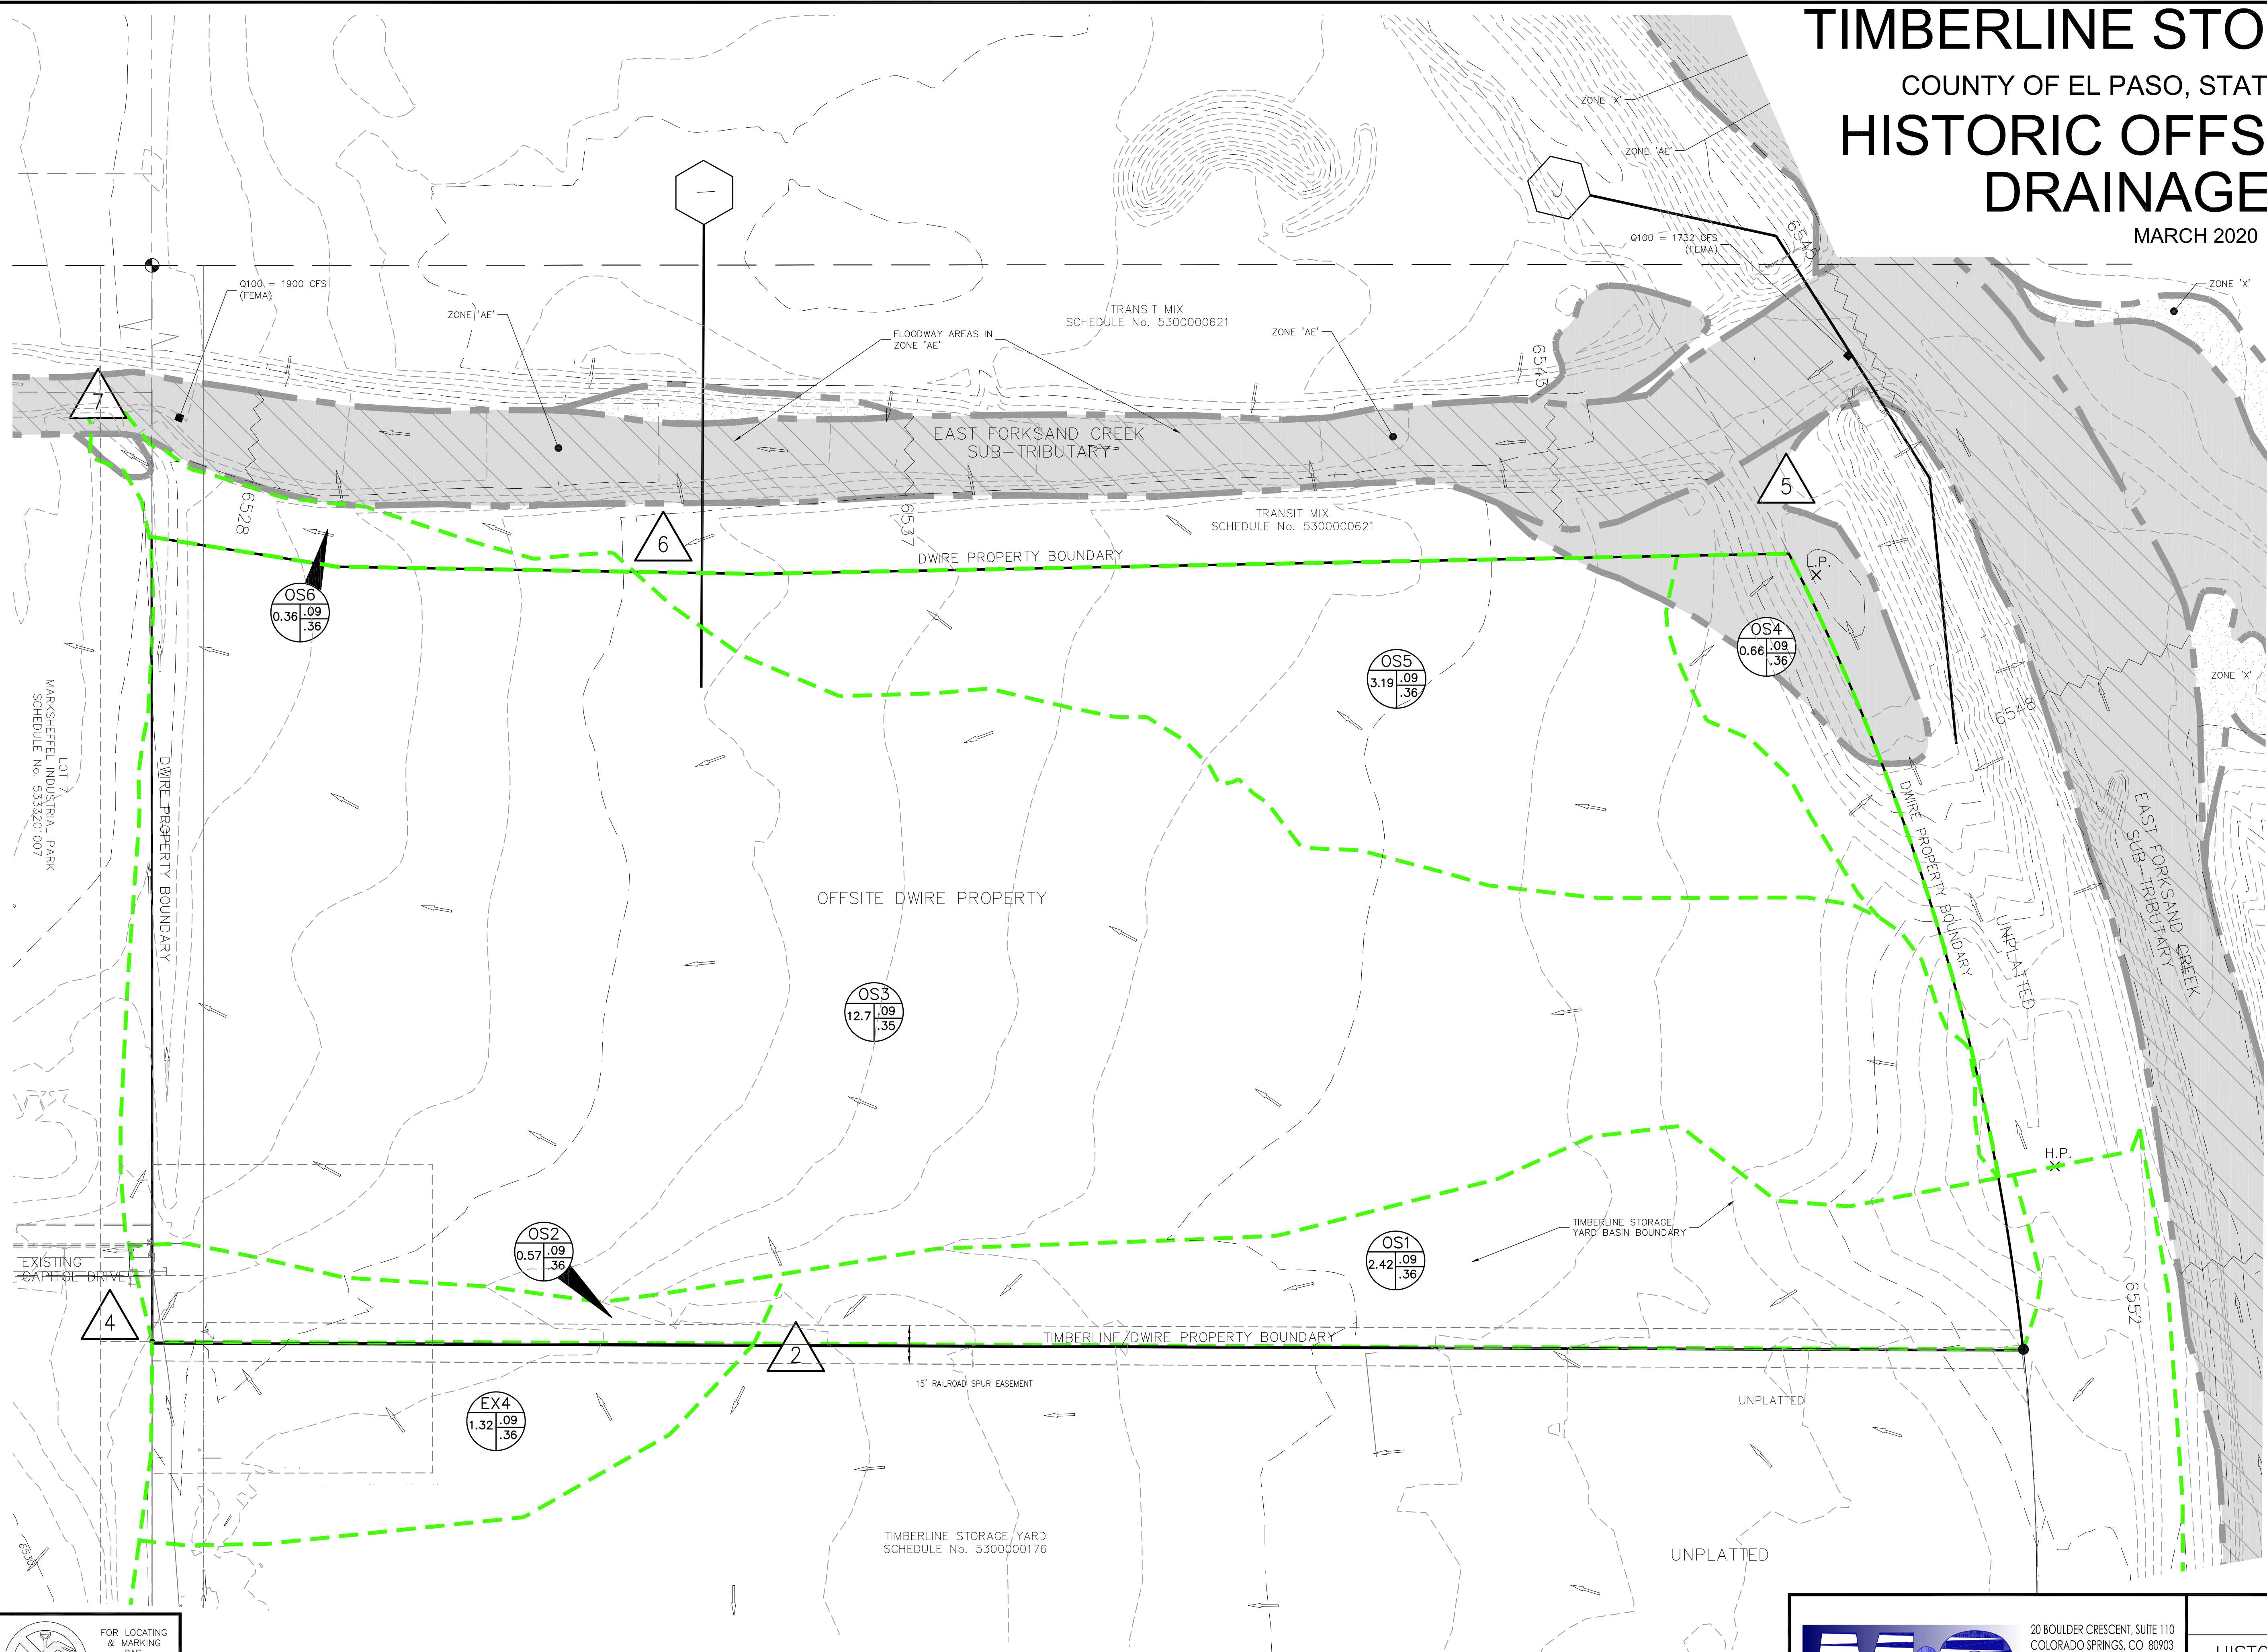 TIMBERLINE STO
COUNTY OF EL PASO, STAT
HISTORIC OFFS
DRAINAGE
MARCH 2020
ZONE 'X'
ZONE 'AE'
J
Q100 = 1732 CFS
(FEMA)
6543
ZONE 'X'
Q100 = 1900 CFS
(FEMA)
ZONE 'AE'
FLOODWAY AREAS IN
ZONE 'AE'
TRANSIT MIX
SCHEDULE No. 5300000621
ZONE 'AE'
6543
I
7
EAST FORKSAND CREEK
SUB-TRIBUTARY
5
6528
6
6537
TRANSIT MIX
SCHEDULE No. 5300000621
DWIRE PROPERTY BOUNDARY
L.P.
OS6
0.36
.09
.36
OS5
3.19
.09
.36
OS4
0.66
.09
.36
ZONE 'X'
6548
LOT 7
MARKSHEFFEL INDUSTRIAL PARK
SCHEDULE No. 5333201007
DWIRE PROPERTY BOUNDARY
DWIRE PROPERTY BOUNDARY
UNPLATTED
EAST FORKSAND CREEK
SUB-TRIBUTARY
OFFSITE DWIRE PROPERTY
OS3
12.7
.09
.35
H.P.
OS2
0.57
.09
.36
OS1
2.42
.09
.36
TIMBERLINE STORAGE
YARD BASIN BOUNDARY
EXISTING
CAPITOL DRIVE
4
6552
TIMBERLINE/DWIRE PROPERTY BOUNDARY
2
15' RAILROAD SPUR EASEMENT
EX4
1.32
.09
.36
UNPLATTED
TIMBERLINE STORAGE YARD
SCHEDULE No. 5300000176
UNPLATTED
6530
FOR LOCATING
& MARKING
20 BOULDER CRESCENT, SUITE 110
COLORADO SPRINGS, CO 80903